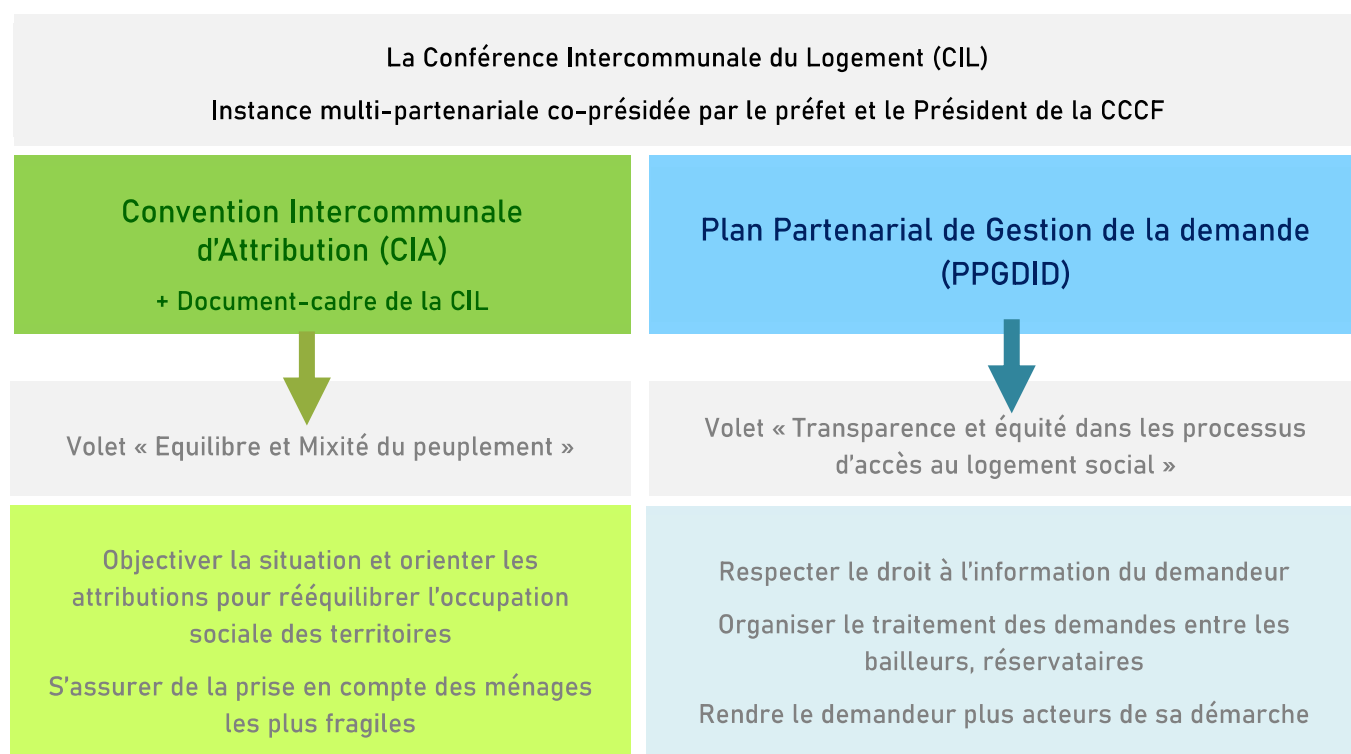 La Conférence Intercommunale du Logement (CIL)
Instance multi-partenariale co-présidée par le préfet et le Président de la CCCF
Convention Intercommunale
d'Attribution (CIA)
+ Document-cadre de la CIL
Volet « Equilibre et Mixité du peuplement »
Objectiver la situation et orienter les
attributions pour rééquilibrer l'occupation
sociale des territoires
S'assurer de la prise en compte des ménages
les plus fragiles
Plan Partenarial de Gestion de la demande
(PPGDID)
Volet « Transparence et équité dans les processus
d'accès au logement social »
Respecter le droit à l'information du demandeur
Organiser le traitement des demandes entre les
bailleurs, réservataires
Rendre le demandeur plus acteurs de sa démarche